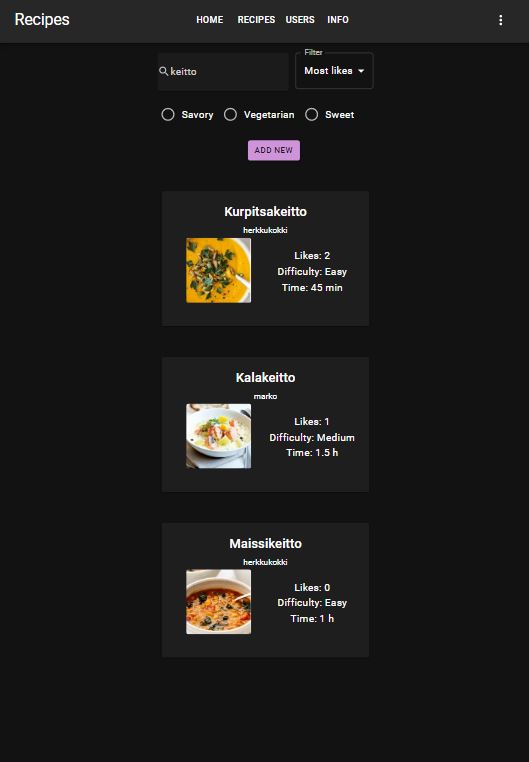 Recipes HOME RECIPES USERS INFO
Filter
keitto Most likes
Savory Vegetarian Sweet
ADD NEW
Kurpitsakeitto
herkkukokki
Likes: 2
Difficulty: Easy
Time: 45 min
Kalakeitto
marko
Likes: 1
Difficulty: Medium
Time: 1.5 h
Maissikeitto
herkkukokki
Likes: 0
Difficulty: Easy
Time: 1 h